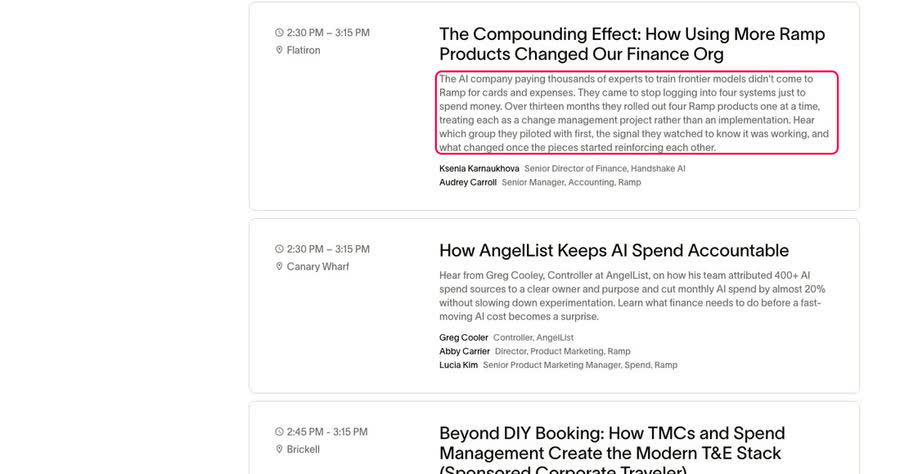 2:30 PM – 3:15 PM
Flatiron
The Compounding Effect: How Using More Ramp
Products Changed Our Finance Org
The AI company paying thousands of experts to train frontier models didn't come to
Ramp for cards and expenses. They came to stop logging into four systems just to
spend money. Over thirteen months they rolled out four Ramp products one at a time,
treating each as a change management project rather than an implementation. Hear
which group they piloted with first, the signal they watched to know it was working, and
what changed once the pieces started reinforcing each other.
Ksenia Karnaukhova Senior Director of Finance, Handshake AI
Audrey Carroll Senior Manager, Accounting, Ramp
2:30 PM – 3:15 PM
Canary Wharf
How AngelList Keeps AI Spend Accountable
Hear from Greg Cooley, Controller at AngelList, on how his team attributed 400+ AI
spend sources to a clear owner and purpose and cut monthly AI spend by almost 20%
without slowing down experimentation. Learn what finance needs to do before a fast-
moving AI cost becomes a surprise.
Greg Cooler Controller, AngelList
Abby Carrier Director, Product Marketing, Ramp
Lucia Kim Senior Product Marketing Manager, Spend, Ramp
2:45 PM - 3:15 PM
Brickell
Beyond DIY Booking: How TMCs and Spend
Management Create the Modern T&E Stack
(Sponsored Corporate Traveler)